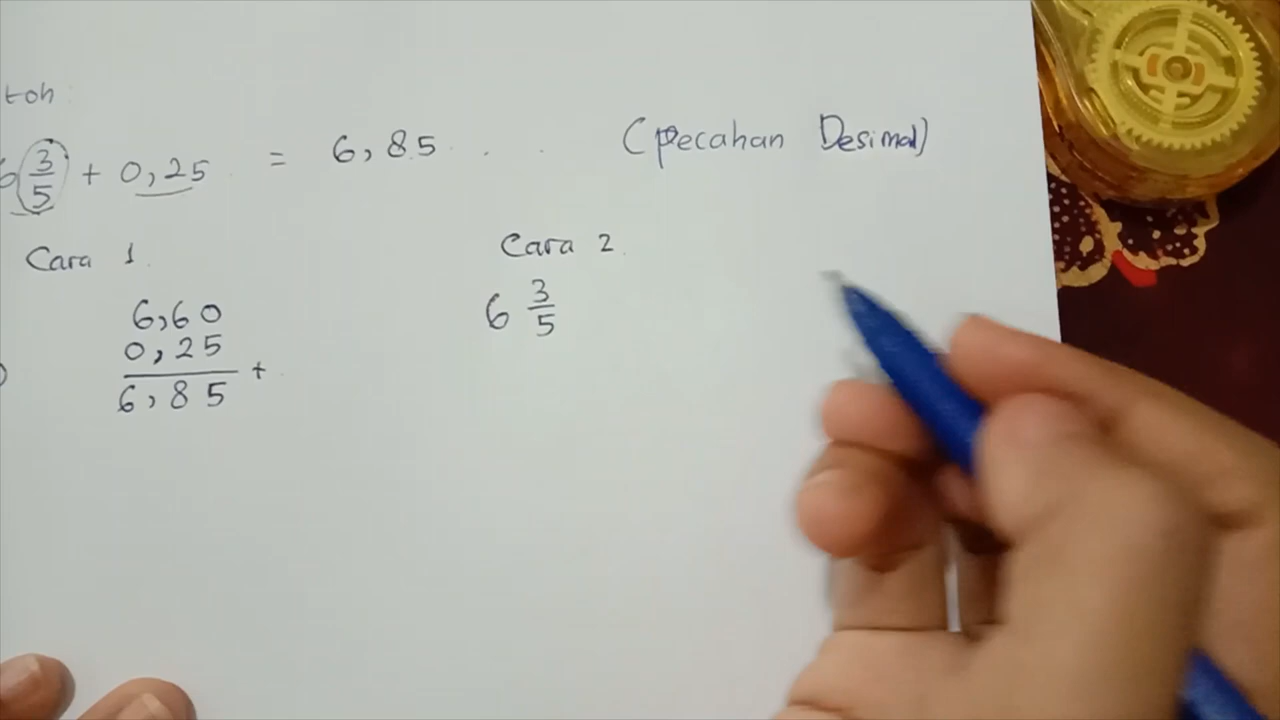 toh
6 3/5 + 0,25 = 6,85 . . (pecahan Desimal)
Cara 1
6,60
0,25
+
6,85
Cara 2
6 3/5